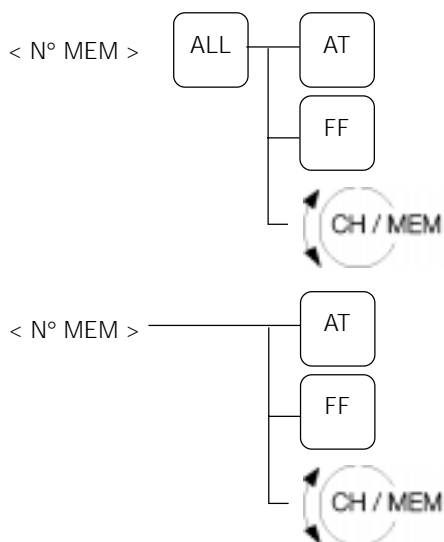 < N° MEM > ALL AT
FF
CH / MEM
< N° MEM > AT
FF
CH / MEM